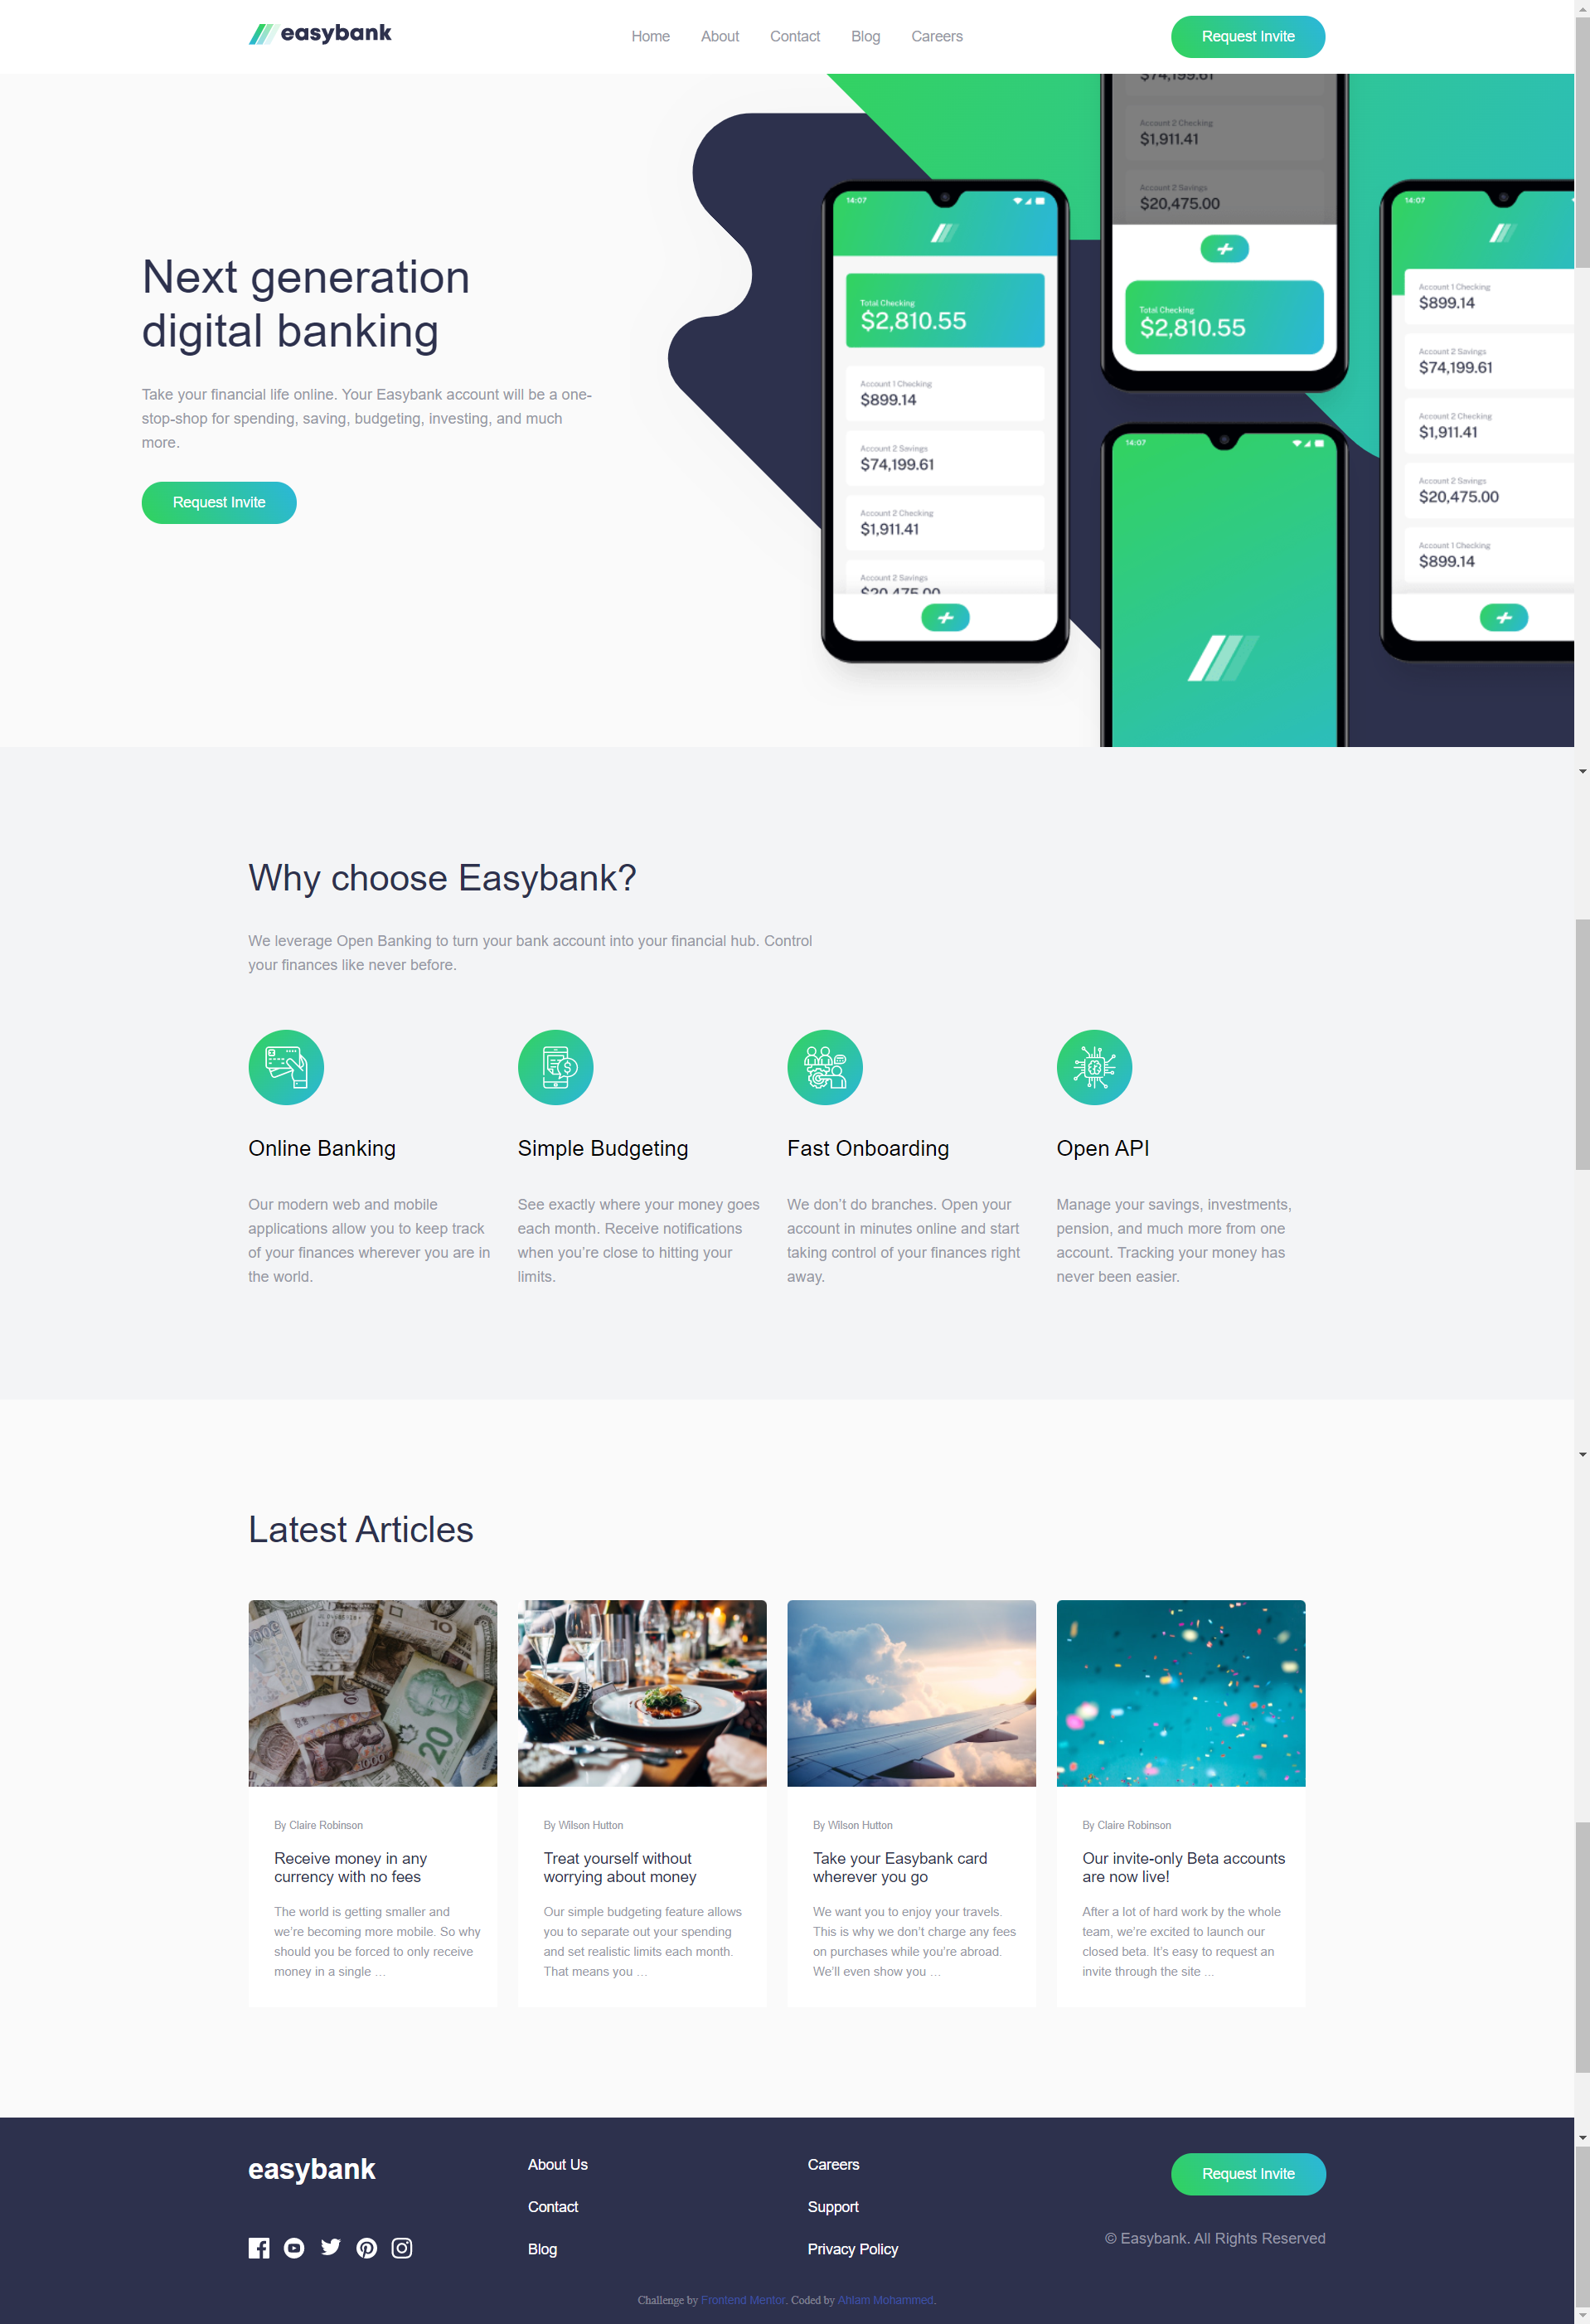 easybank
Home About Contact Blog Careers
Request Invite
Next generation
digital banking
Take your financial life online. Your Easybank account will be a one-
stop-shop for spending, saving, budgeting, investing, and much
more.
Request Invite
14:07
Total Checking
$2,810.55
Account 1 Checking
$899.14
Account 2 Savings
$74,199.61
Account 2 Checking
$1,911.41
Account 2 Savings
$20,475.00
$74,199.61
Account 2 Checking
$1,911.41
Account 2 Savings
$20,475.00
Total Checking
$2,810.55
14:07
14:07
Account 1 Checking
$899.14
Account 2 Savings
$74,199.61
Account 2 Checking
$1,911.41
Account 2 Savings
$20,475.00
Account 1 Checking
$899.14
Why choose Easybank?
We leverage Open Banking to turn your bank account into your financial hub. Control
your finances like never before.
Online Banking
Our modern web and mobile
applications allow you to keep track
of your finances wherever you are in
the world.
Simple Budgeting
See exactly where your money goes
each month. Receive notifications
when you’re close to hitting your
limits.
Fast Onboarding
We don’t do branches. Open your
account in minutes online and start
taking control of your finances right
away.
Open API
Manage your savings, investments,
pension, and much more from one
account. Tracking your money has
never been easier.
Latest Articles
10
20
1000
By Claire Robinson
Receive money in any
currency with no fees
The world is getting smaller and
we’re becoming more mobile. So why
should you be forced to only receive
money in a single …
By Wilson Hutton
Treat yourself without
worrying about money
Our simple budgeting feature allows
you to separate out your spending
and set realistic limits each month.
That means you …
By Wilson Hutton
Take your Easybank card
wherever you go
We want you to enjoy your travels.
This is why we don’t charge any fees
on purchases while you’re abroad.
We’ll even show you …
By Claire Robinson
Our invite-only Beta accounts
are now live!
After a lot of hard work by the whole
team, we’re excited to launch our
closed beta. It’s easy to request an
invite through the site ...
easybank
About Us
Contact
Blog
Careers
Support
Privacy Policy
Request Invite
© Easybank. All Rights Reserved
Challenge by Frontend Mentor. Coded by Ahlam Mohammed.